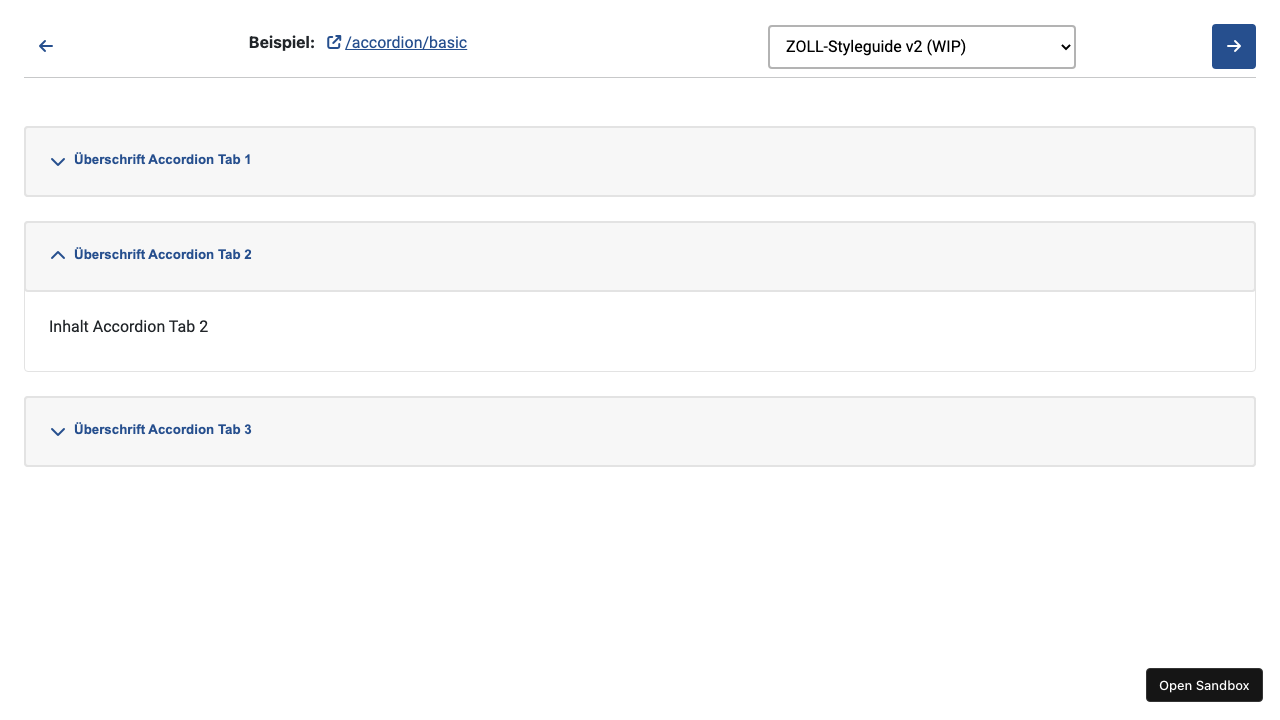 Beispiel: /accordion/basic ZOLL-Styleguide v2 (WIP)
Überschrift Accordion Tab 1
Überschrift Accordion Tab 2
Inhalt Accordion Tab 2
Überschrift Accordion Tab 3
Open Sandbox